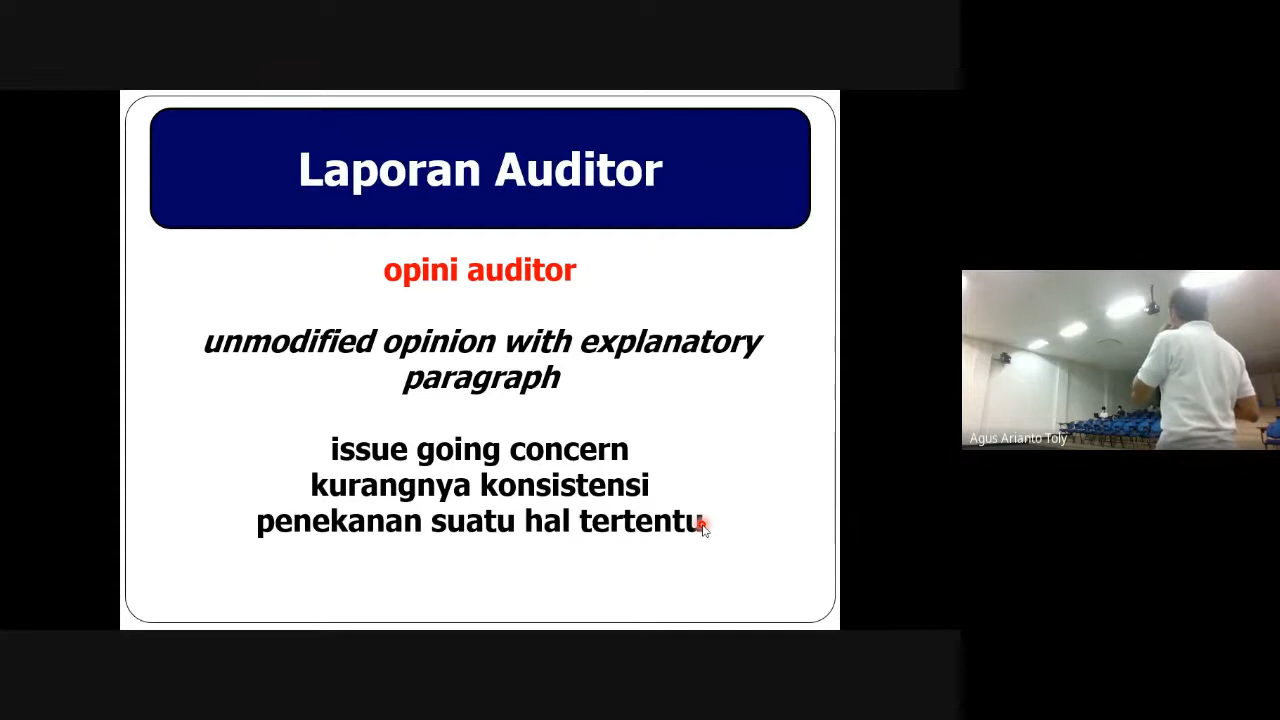 Laporan Auditor
opini auditor
unmodified opinion with explanatory
paragraph
issue going concern
kurangnya konsistensi
penekanan suatu hal tertentu
Agus Arianto Toly